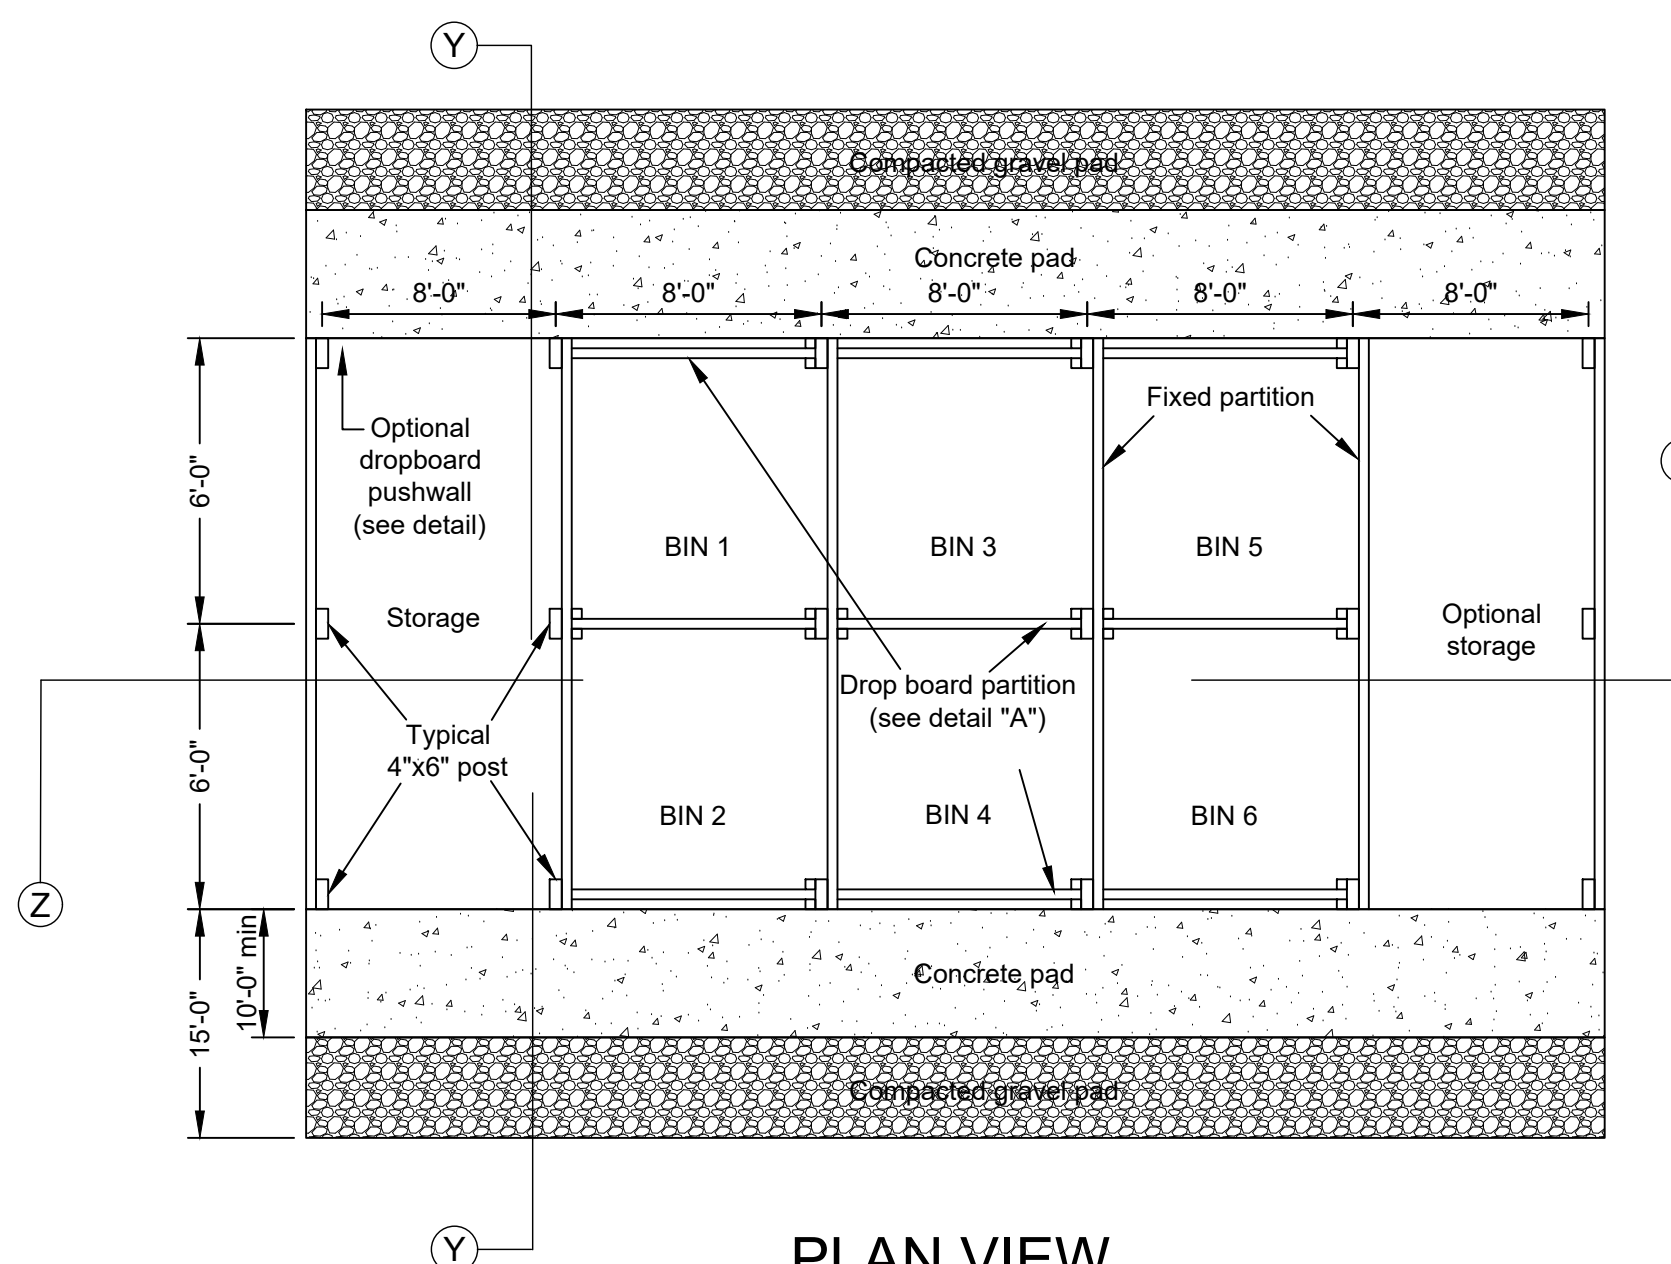 Y
Compacted gravel pad
Concrete pad
8'-0" 8'-0" 8'-0" 8'-0" 8'-0"
Optional
dropboard
pushwall
(see detail)
Fixed partition
6'-0"
BIN 1 BIN 3 BIN 5
Storage
Optional
storage
Drop board partition
(see detail "A")
Typical
4"x6" post
6'-0"
BIN 2 BIN 4 BIN 6
Z
10'-0" min
15'-0"
Concrete pad
Compacted gravel pad
Y
PLAN VIEW